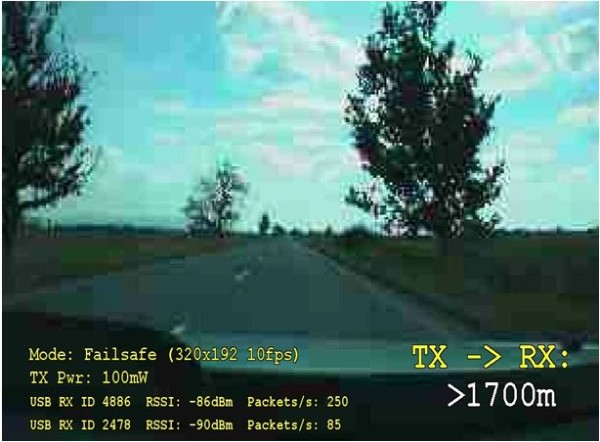 Mode: Failsafe (320x192 10fps)
TX Pwr: 100mW
USB RX ID 4886 RSSI: -86dBm Packets/s: 250
USB RX ID 2478 RSSI: -90dBm Packets/s: 85
TX -> RX:
>1700m